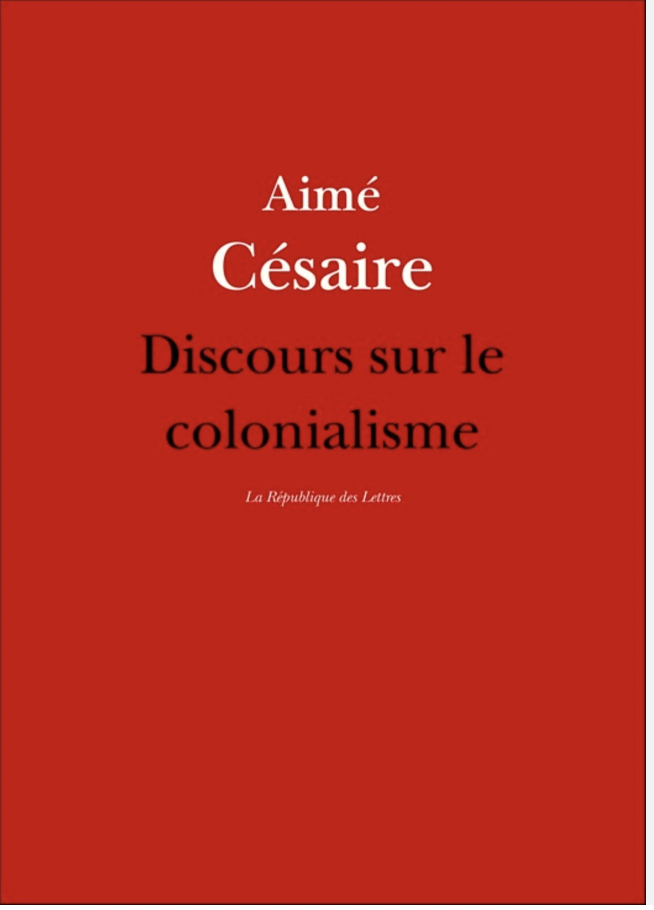 Aimé
Césaire
Discours sur le
colonialisme
La République des Lettres